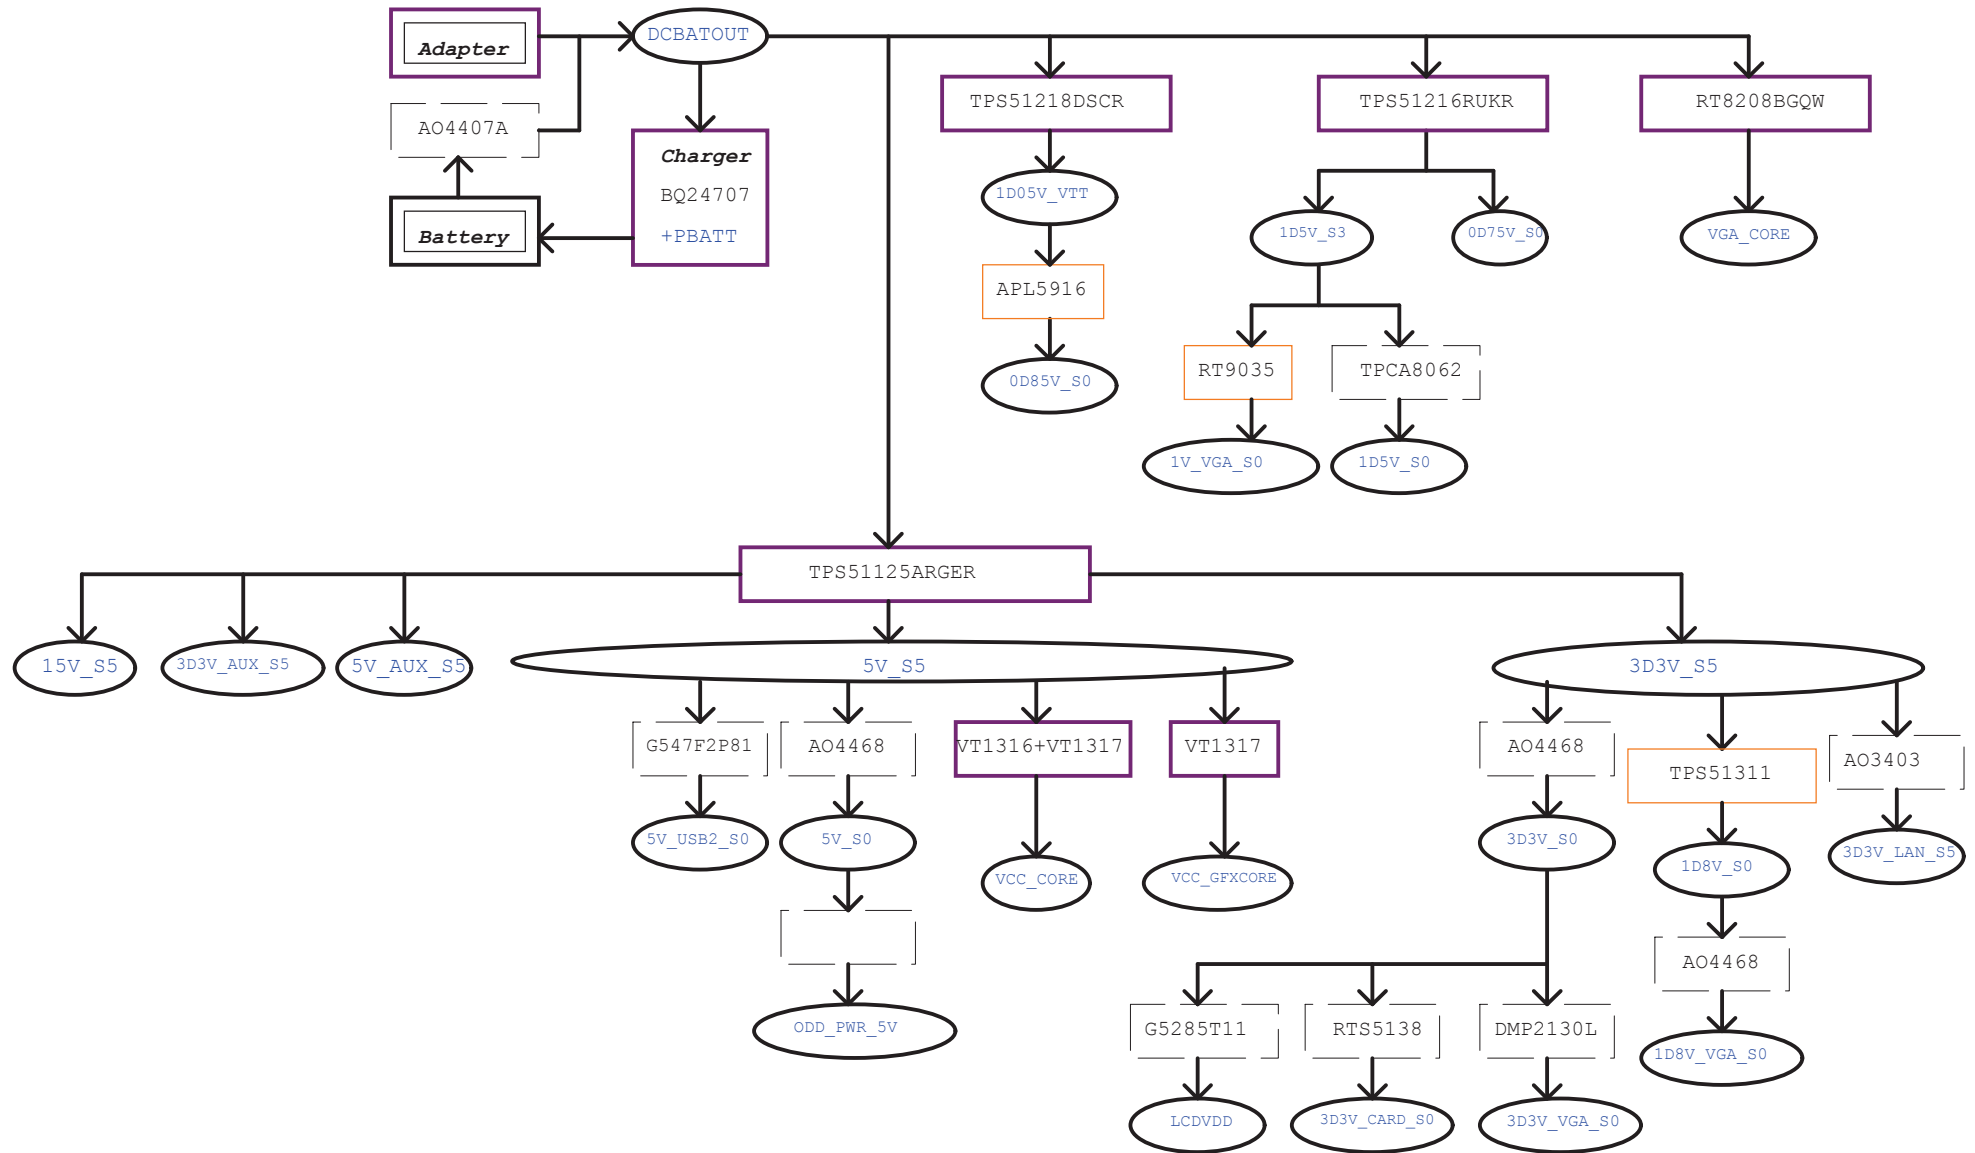 Adapter
DCBATOUT
AO4407A
Charger
BQ24707
+PBATT
Battery
TPS51218DSCR
TPS51216RUKR
RT8208BGQW
1D05V_VTT
1D5V_S3
0D75V_S0
VGA_CORE
APL5916
RT9035
TPCA8062
0D85V_S0
1V_VGA_S0
1D5V_S0
TPS51125ARGER
15V_S5
3D3V_AUX_S5
5V_AUX_S5
5V_S5
3D3V_S5
G547F2P81
AO4468
VT1316+VT1317
VT1317
AO4468
TPS51311
AO3403
5V_USB2_S0
5V_S0
VCC_CORE
VCC_GFXCORE
3D3V_S0
1D8V_S0
3D3V_LAN_S5
AO4468
ODD_PWR_5V
G5285T11
RTS5138
DMP2130L
1D8V_VGA_S0
LCDVDD
3D3V_CARD_S0
3D3V_VGA_S0